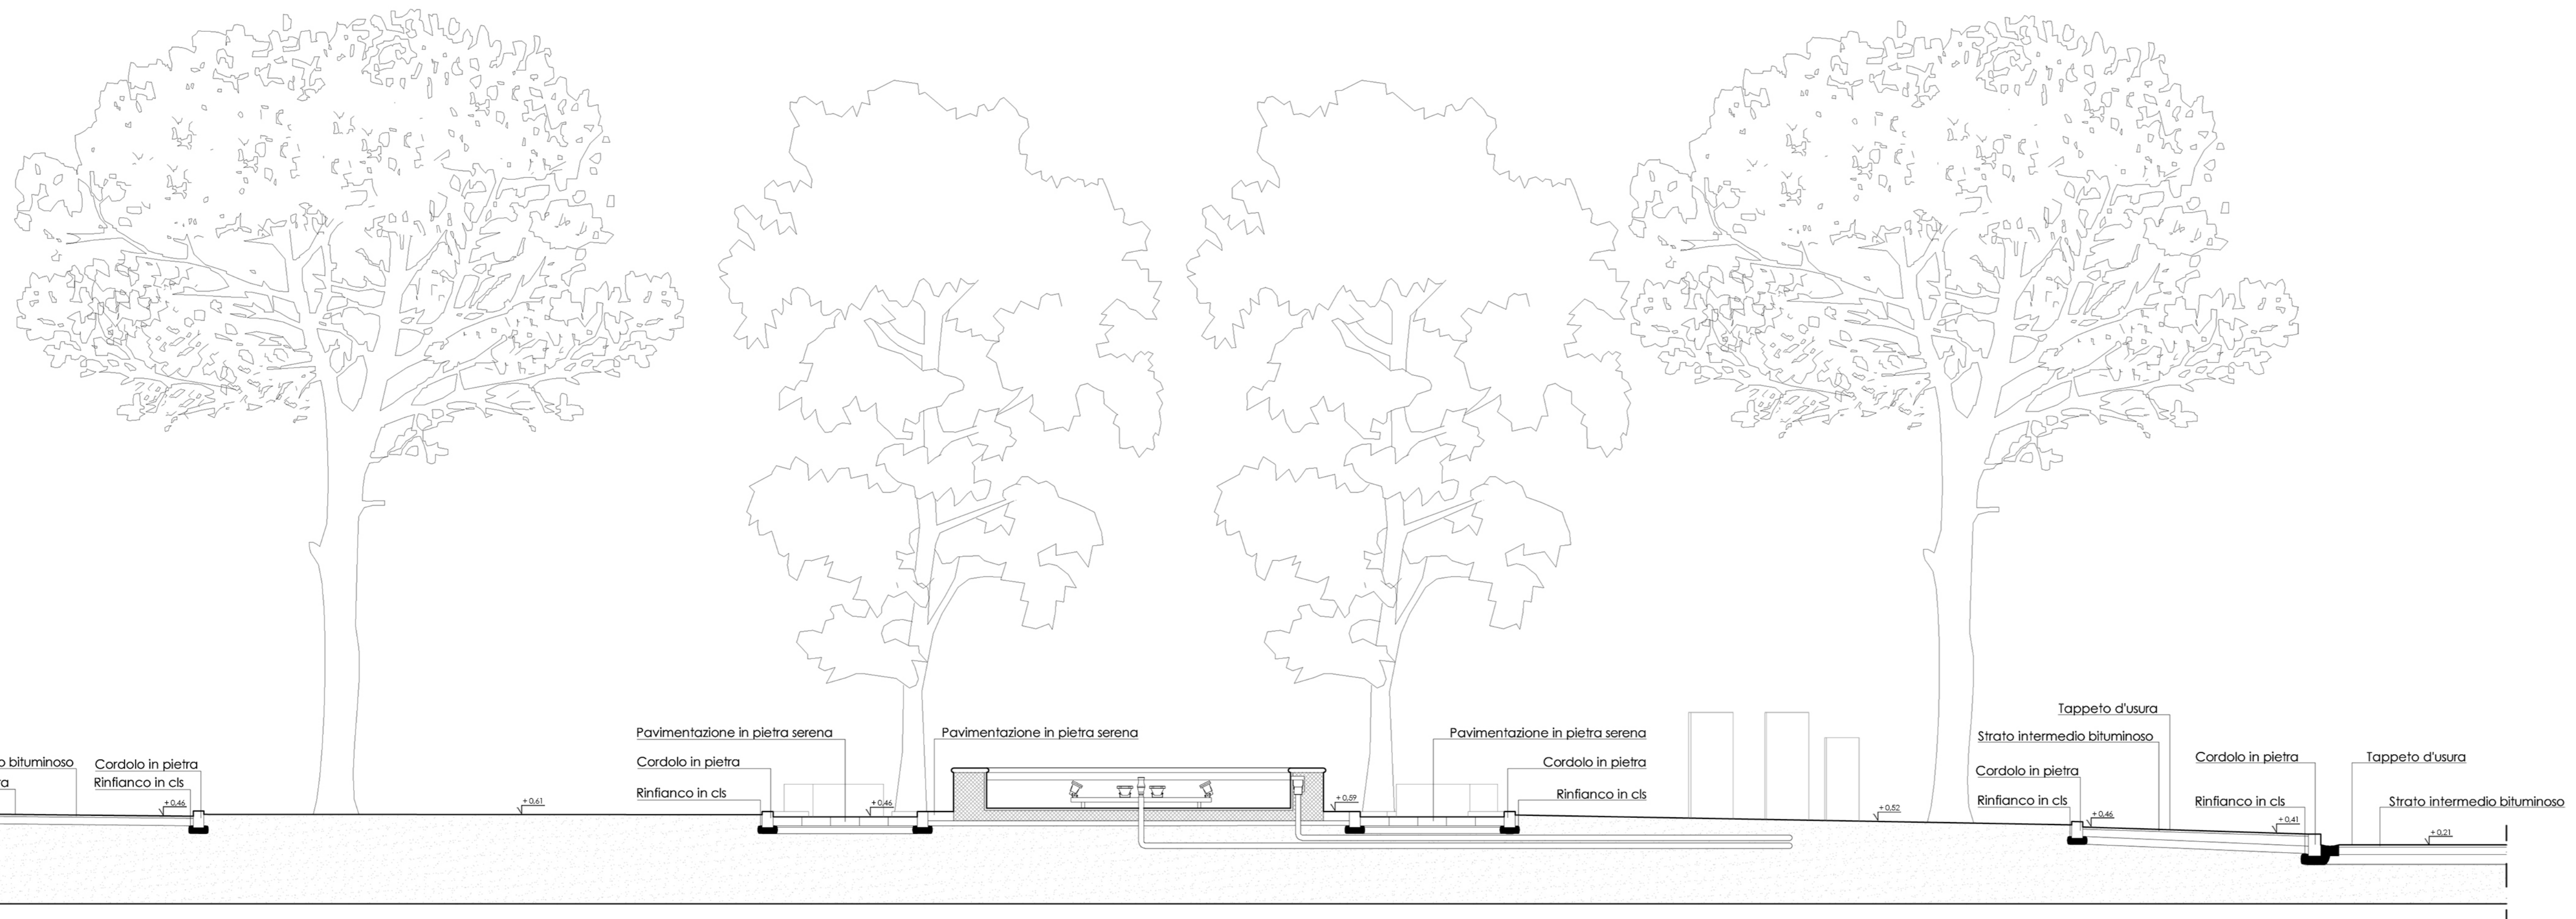 o bituminoso
ra
Cordolo in pietra
Rinfianco in cls
+0,46
+0,61
Pavimentazione in pietra serena
Cordolo in pietra
Rinfianco in cls
+0,46
Pavimentazione in pietra serena
+0,59
Pavimentazione in pietra serena
Cordolo in pietra
Rinfianco in cls
+0,52
Tappeto d'usura
Strato intermedio bituminoso
Cordolo in pietra
Rinfianco in cls
+0,46
Cordolo in pietra
Rinfianco in cls
+0,41
Tappeto d'usura
Strato intermedio bituminoso
+0,21